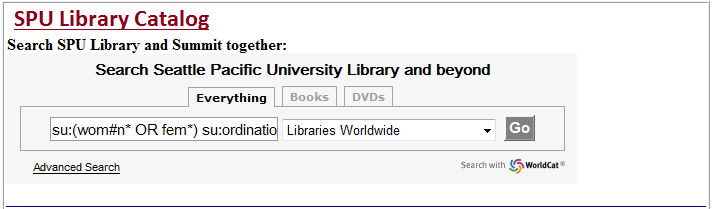 SPU Library Catalog
Search SPU Library and Summit together:
Search Seattle Pacific University Library and beyond
Everything Books DVDs
su:(wom#n* OR fem*) su:ordinatio Libraries Worldwide Go
Advanced Search Search with WorldCat®